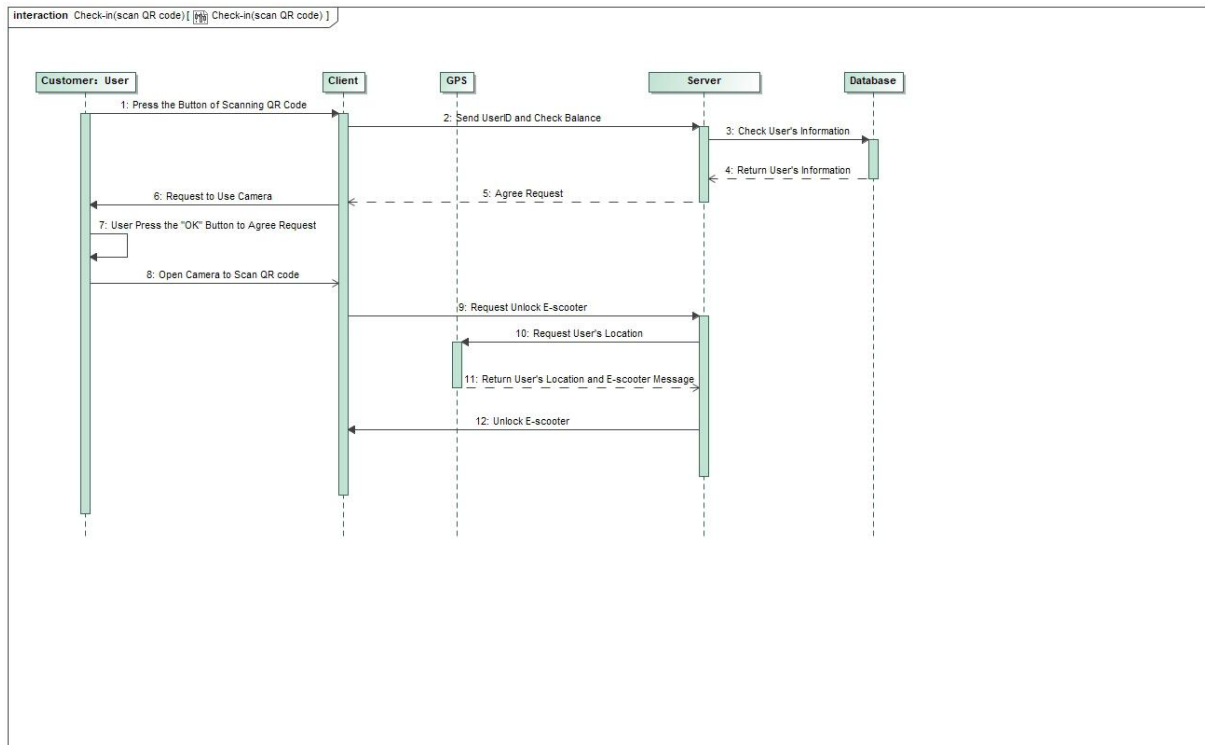 interaction Check-in(scan QR code) [ Check-in(scan QR code) ]
Customer: User
Client
GPS
Server
Database
1: Press the Button of Scanning QR Code
2: Send UserID and Check Balance
3: Check User's Information
4: Return User's Information
5: Agree Request
6: Request to Use Camera
7: User Press the "OK" Button to Agree Request
8: Open Camera to Scan QR code
9: Request Unlock E-scooter
10: Request User's Location
11: Return User's Location and E-scooter Message
12: Unlock E-scooter